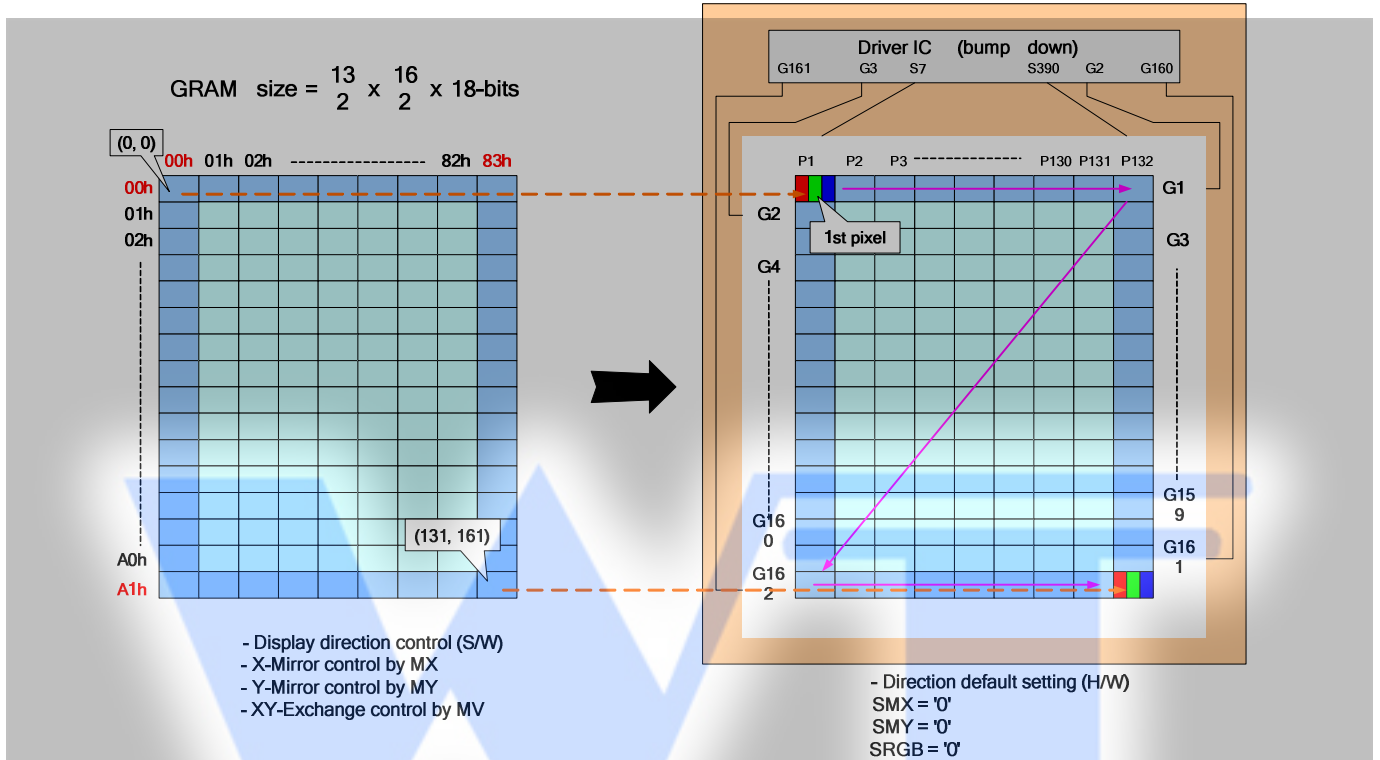 Driver IC (bump down)
G161 G3 S7 S390 G2 G160
GRAM size = 13 x 16 x 18-bits
2 2
(0, 0)
00h 01h 02h 82h 83h
P1 P2 P3 P130 P131 P132
00h
01h
02h
A0h
A1h
(131, 161)
G2
G4
G16
0
G16
2
1st pixel
G1
G3
G15
9
G16
1
- Display direction control (S/W)
- X-Mirror control by MX
- Y-Mirror control by MY
- XY-Exchange control by MV
- Direction default setting (H/W)
SMX = '0'
SMY = '0'
SRGB = '0'